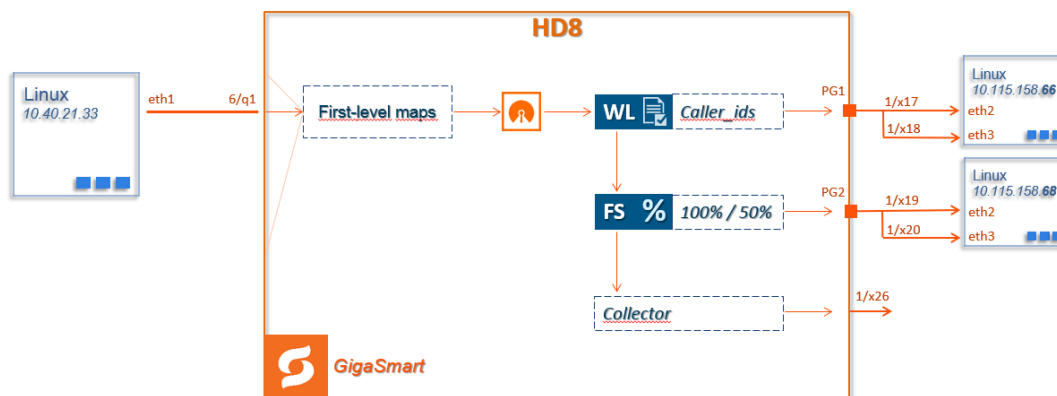 HD8
Linux
10.40.21.33
eth1
6/q1
First-level maps
WL
Caller_ids
PG1
1/x17
1/x18
Linux
10.115.158.66
eth2
eth3
FS %
100% / 50%
PG2
1/x19
1/x20
Linux
10.115.158.68
eth2
eth3
Collector
1/x26
GigaSmart